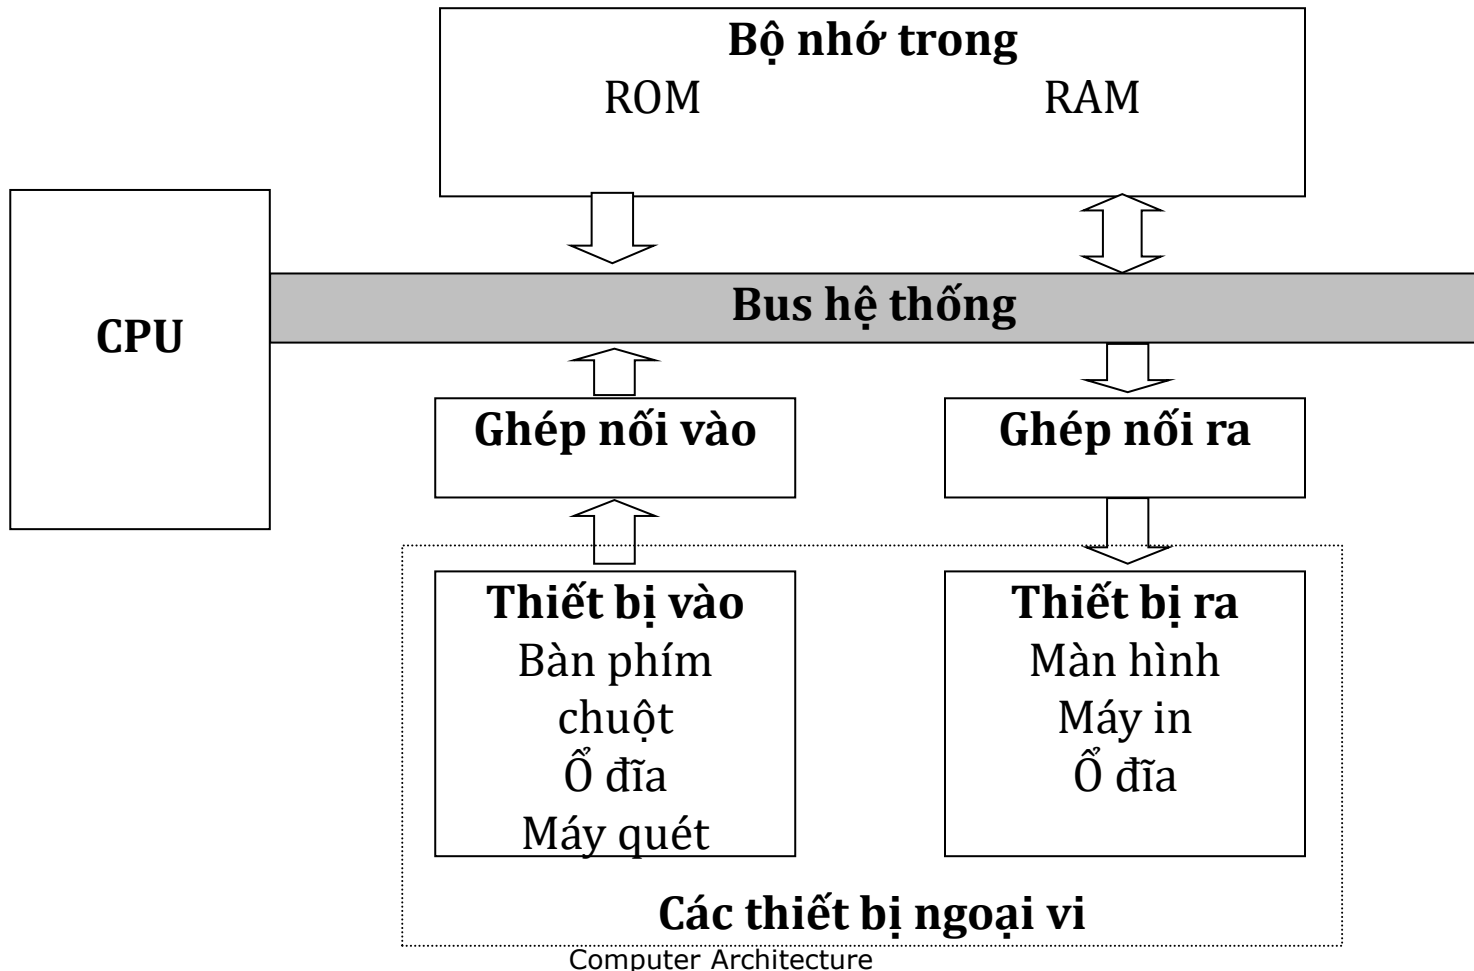 Bộ nhớ trong
ROM RAM
Bus hệ thống
CPU
Ghép nối vào
Ghép nối ra
Thiết bị vào
Bàn phím
chuột
Ổ đĩa
Máy quét
Thiết bị ra
Màn hình
Máy in
Ổ đĩa
Các thiết bị ngoại vi
Computer Architecture